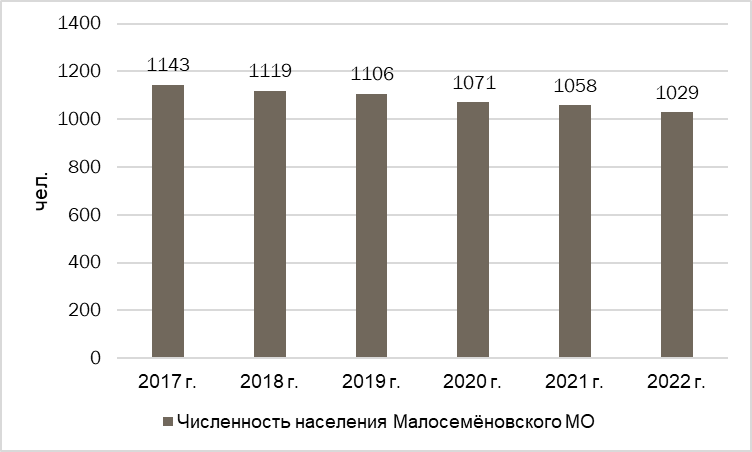 1400
1200
1000
800
600
400
200
0
чел.
1143
1119
1106
1071
1058
1029
2017 г.
2018 г.
2019 г.
2020 г.
2021 г.
2022 г.
Численность населения Малосемёновского МО